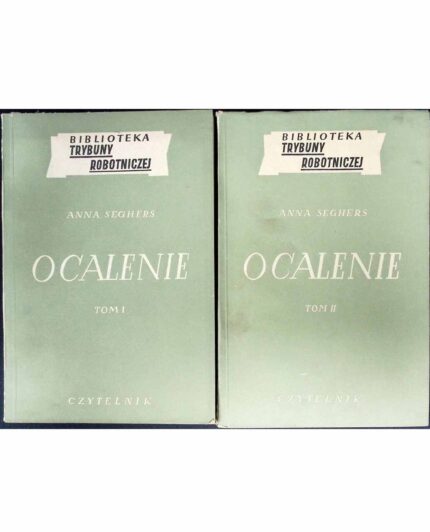 BIBLIOTEKA
TRYBUNY
ROBOTNICZEJ
ANNA SEGHERS
OCALENIE
TOM I
CZYTELNIK
BIBLIOTEKA
TRYBUNY
ROBOTNICZEJ
ANNA SEGHERS
OCALENIE
TOM II
CZYTELNIK